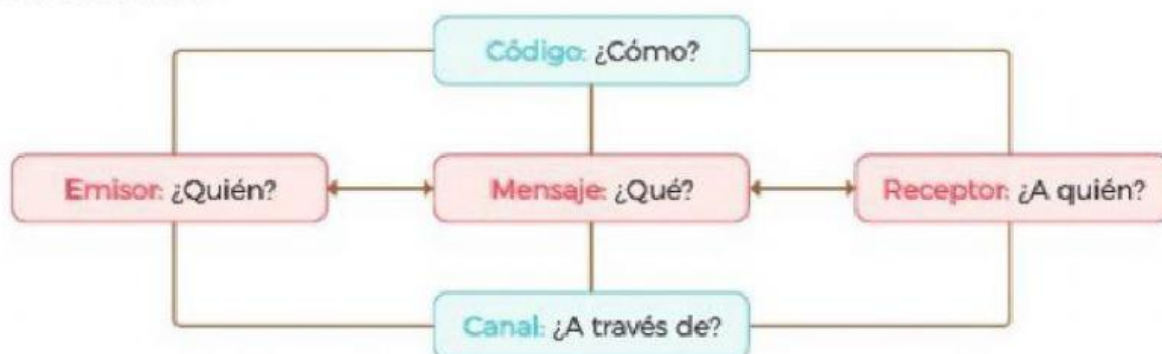 Código: ¿Cómo?
Emisor: ¿Quién?
Mensaje: ¿Qué?
Receptor: ¿A quién?
Canal: ¿A través de?